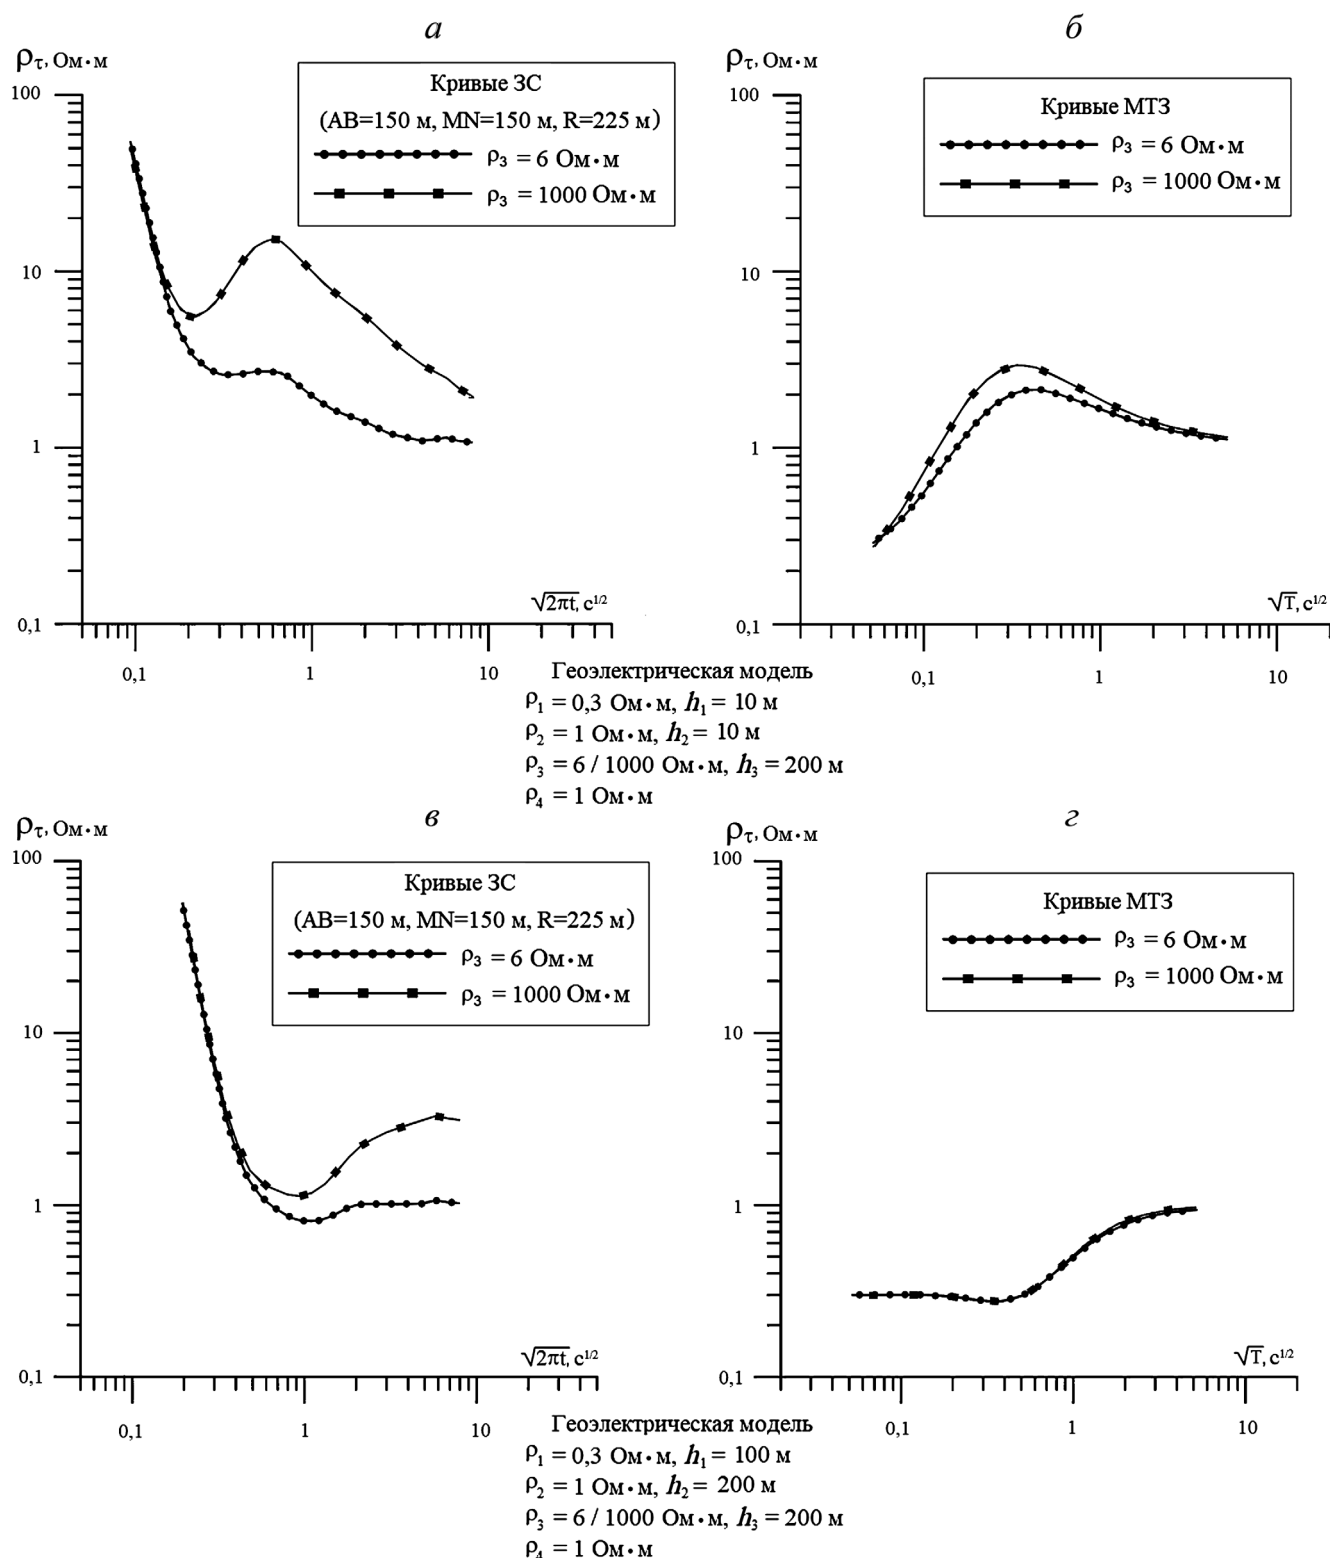 а
ρτ, Ом•м
Кривые ЗС
(AB=150 м, MN=150 м, R=225 м)
ρ3 = 6 Ом•м
ρ3 = 1000 Ом•м
100
10
1
0,1
√2πt, c1/2
0,1
1
10
б
ρτ, Ом•м
Кривые МТЗ
ρ3 = 6 Ом•м
ρ3 = 1000 Ом•м
100
10
1
0,1
√T, c1/2
0,1
1
10
Геоэлектрическая модель
ρ1 = 0,3 Ом•м, h1 = 10 м
ρ2 = 1 Ом•м, h2 = 10 м
ρ3 = 6 / 1000 Ом•м, h3 = 200 м
ρ4 = 1 Ом•м
в
ρτ, Ом•м
Кривые ЗС
(AB=150 м, MN=150 м, R=225 м)
ρ3 = 6 Ом•м
ρ3 = 1000 Ом•м
100
10
1
0,1
√2πt, c1/2
0,1
1
10
г
ρτ, Ом•м
Кривые МТЗ
ρ3 = 6 Ом•м
ρ3 = 1000 Ом•м
100
10
1
0,1
√T, c1/2
0,1
1
10
Геоэлектрическая модель
ρ1 = 0,3 Ом•м, h1 = 100 м
ρ2 = 1 Ом•м, h2 = 200 м
ρ3 = 6 / 1000 Ом•м, h3 = 200 м
ρ4 = 1 Ом•м